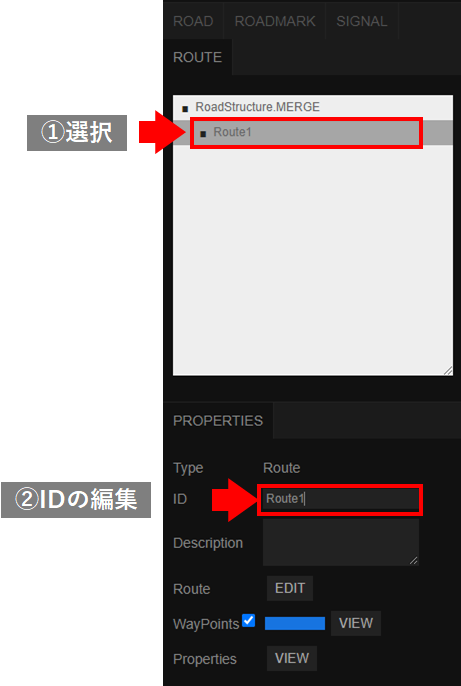 ROAD ROADMARK SIGNAL
ROUTE
RoadStructure.MERGE
①選択
Route1
PROPERTIES
Type Route
②IDの編集
ID Route1
Description
Route EDIT
WayPoints VIEW
Properties VIEW